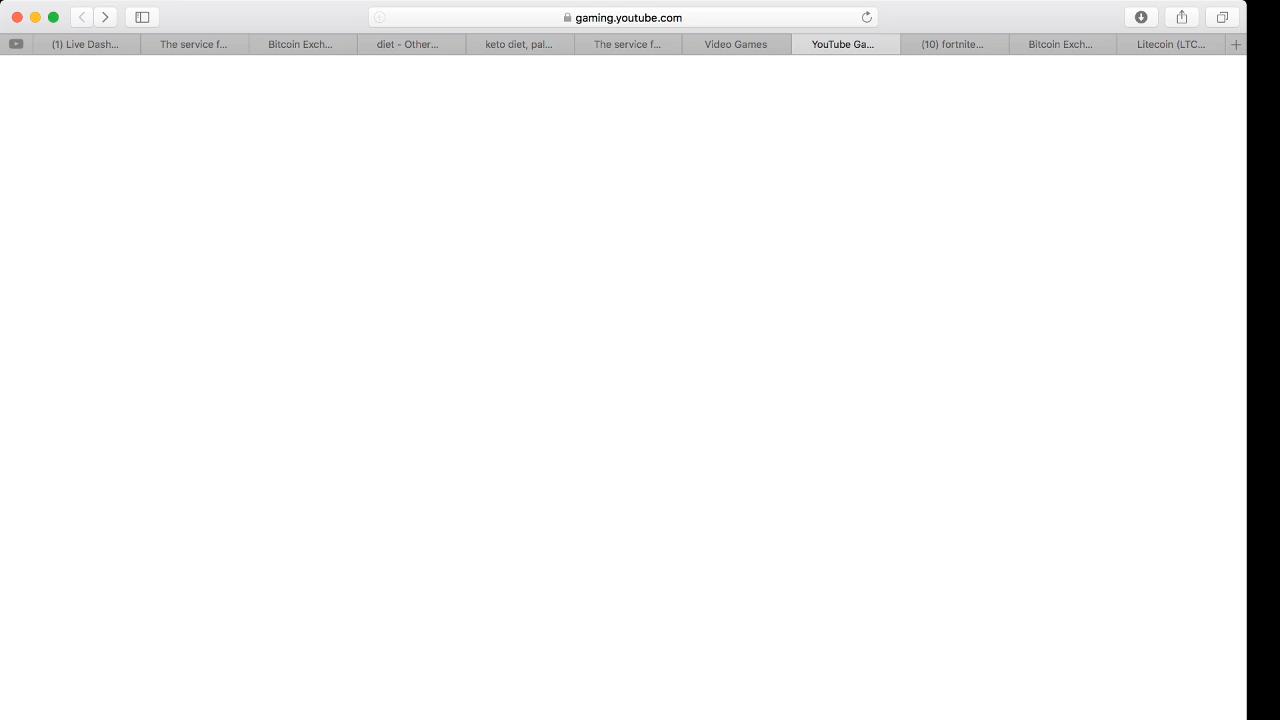 gaming.youtube.com
(1) Live Dash... The service f... Bitcoin Exch... diet - Other... keto diet, pal... The service f... Video Games YouTube Ga... (10) fortnite... Bitcoin Exch... Litecoin (LTC...